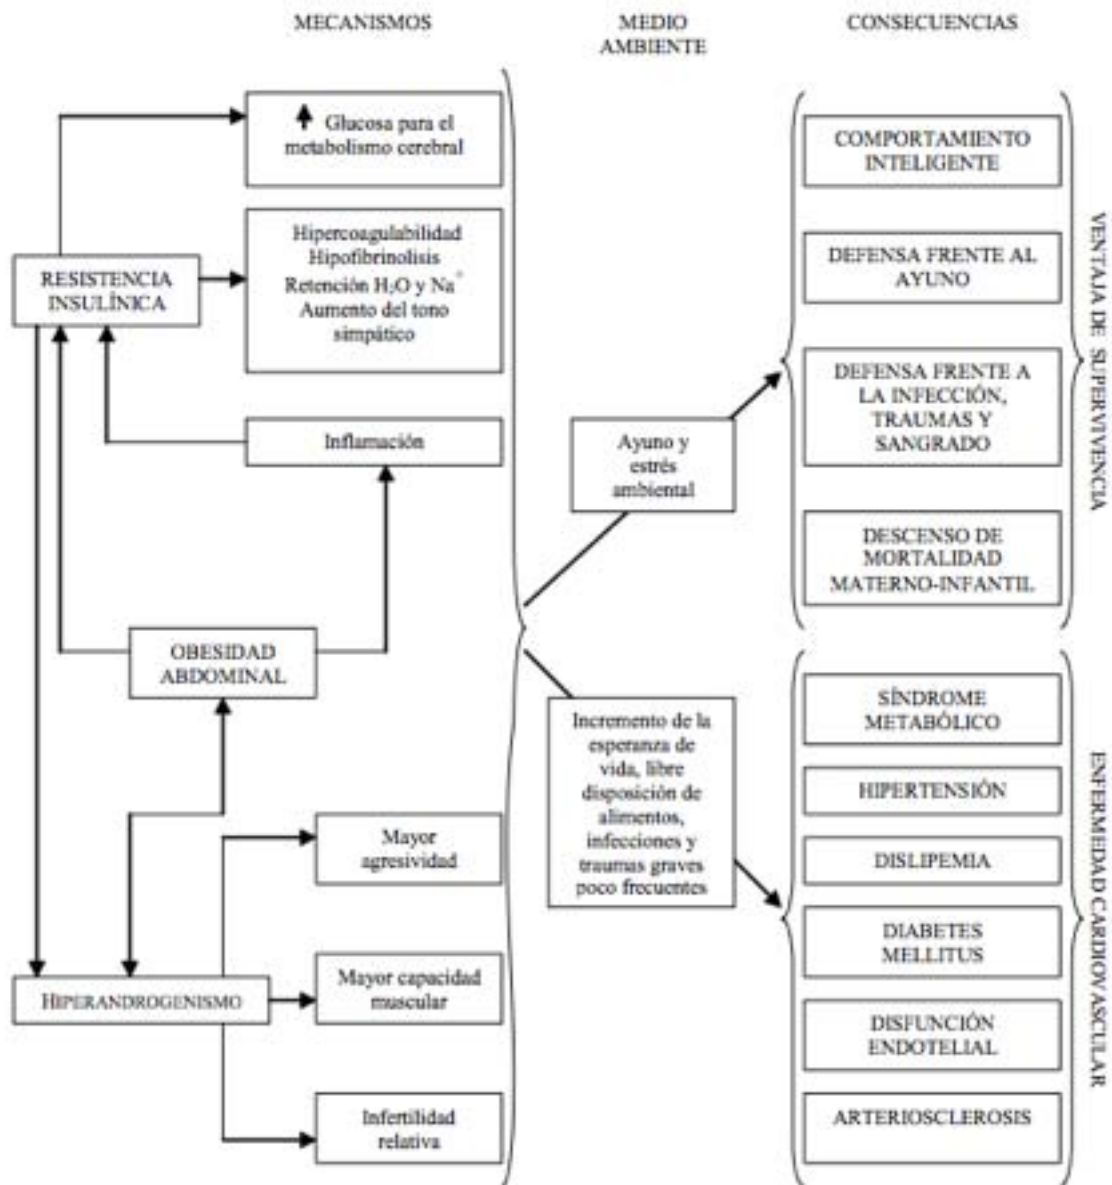 MECANISMOS
MEDIO
AMBIENTE
CONSECUENCIAS
↑ Glucosa para el
metabolismo cerebral
Hipercoagulabilidad
Hipofibrinolisis
Retención H₂O y Na⁺
Aumento del tono
simpático
RESISTENCIA
INSULÍNICA
Inflamación
OBESIDAD
ABDOMINAL
Mayor
agresividad
HIPERANDROGENISMO
Mayor capacidad
muscular
Infertilidad
relativa
Ayuno y
estrés
ambiental
Incremento de la
esperanza de
vida, libre
disposición de
alimentos,
infecciones y
traumas graves
poco frecuentes
COMPORTAMIENTO
INTELIGENTE
DEFENSA FRENTE AL
AYUNO
DEFENSA FRENTE A
LA INFECCIÓN,
TRAUMAS Y
SANGRADO
DESCENSO DE
MORTALIDAD
MATERNO-INFANTIL
VENTAJA DE SUPERVIVENCIA
SÍNDROME
METABÓLICO
HIPERTENSIÓN
DISLIPEMIA
DIABETES
MELLITUS
DISFUNCIÓN
ENDOTELIAL
ARTERIOSCLEROSIS
ENFERMEDAD CARDIOVASCULAR